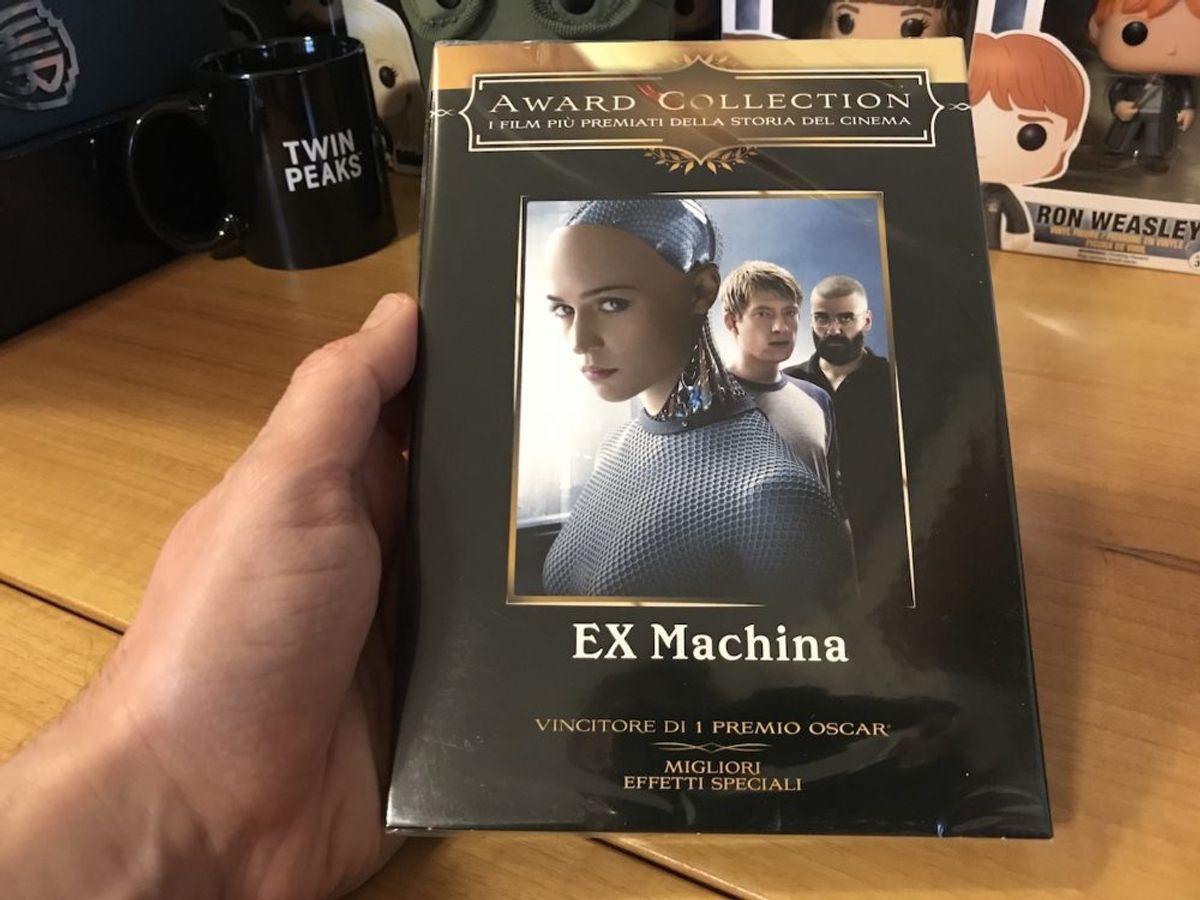 AWARD COLLECTION
I FILM PIÙ PREMIATI DELLA STORIA DEL CINEMA
TWIN
PEAKS
RON WEASLEY
EX Machina
VINCITORE DI 1 PREMIO OSCAR®
MIGLIORI
EFFETTI SPECIALI